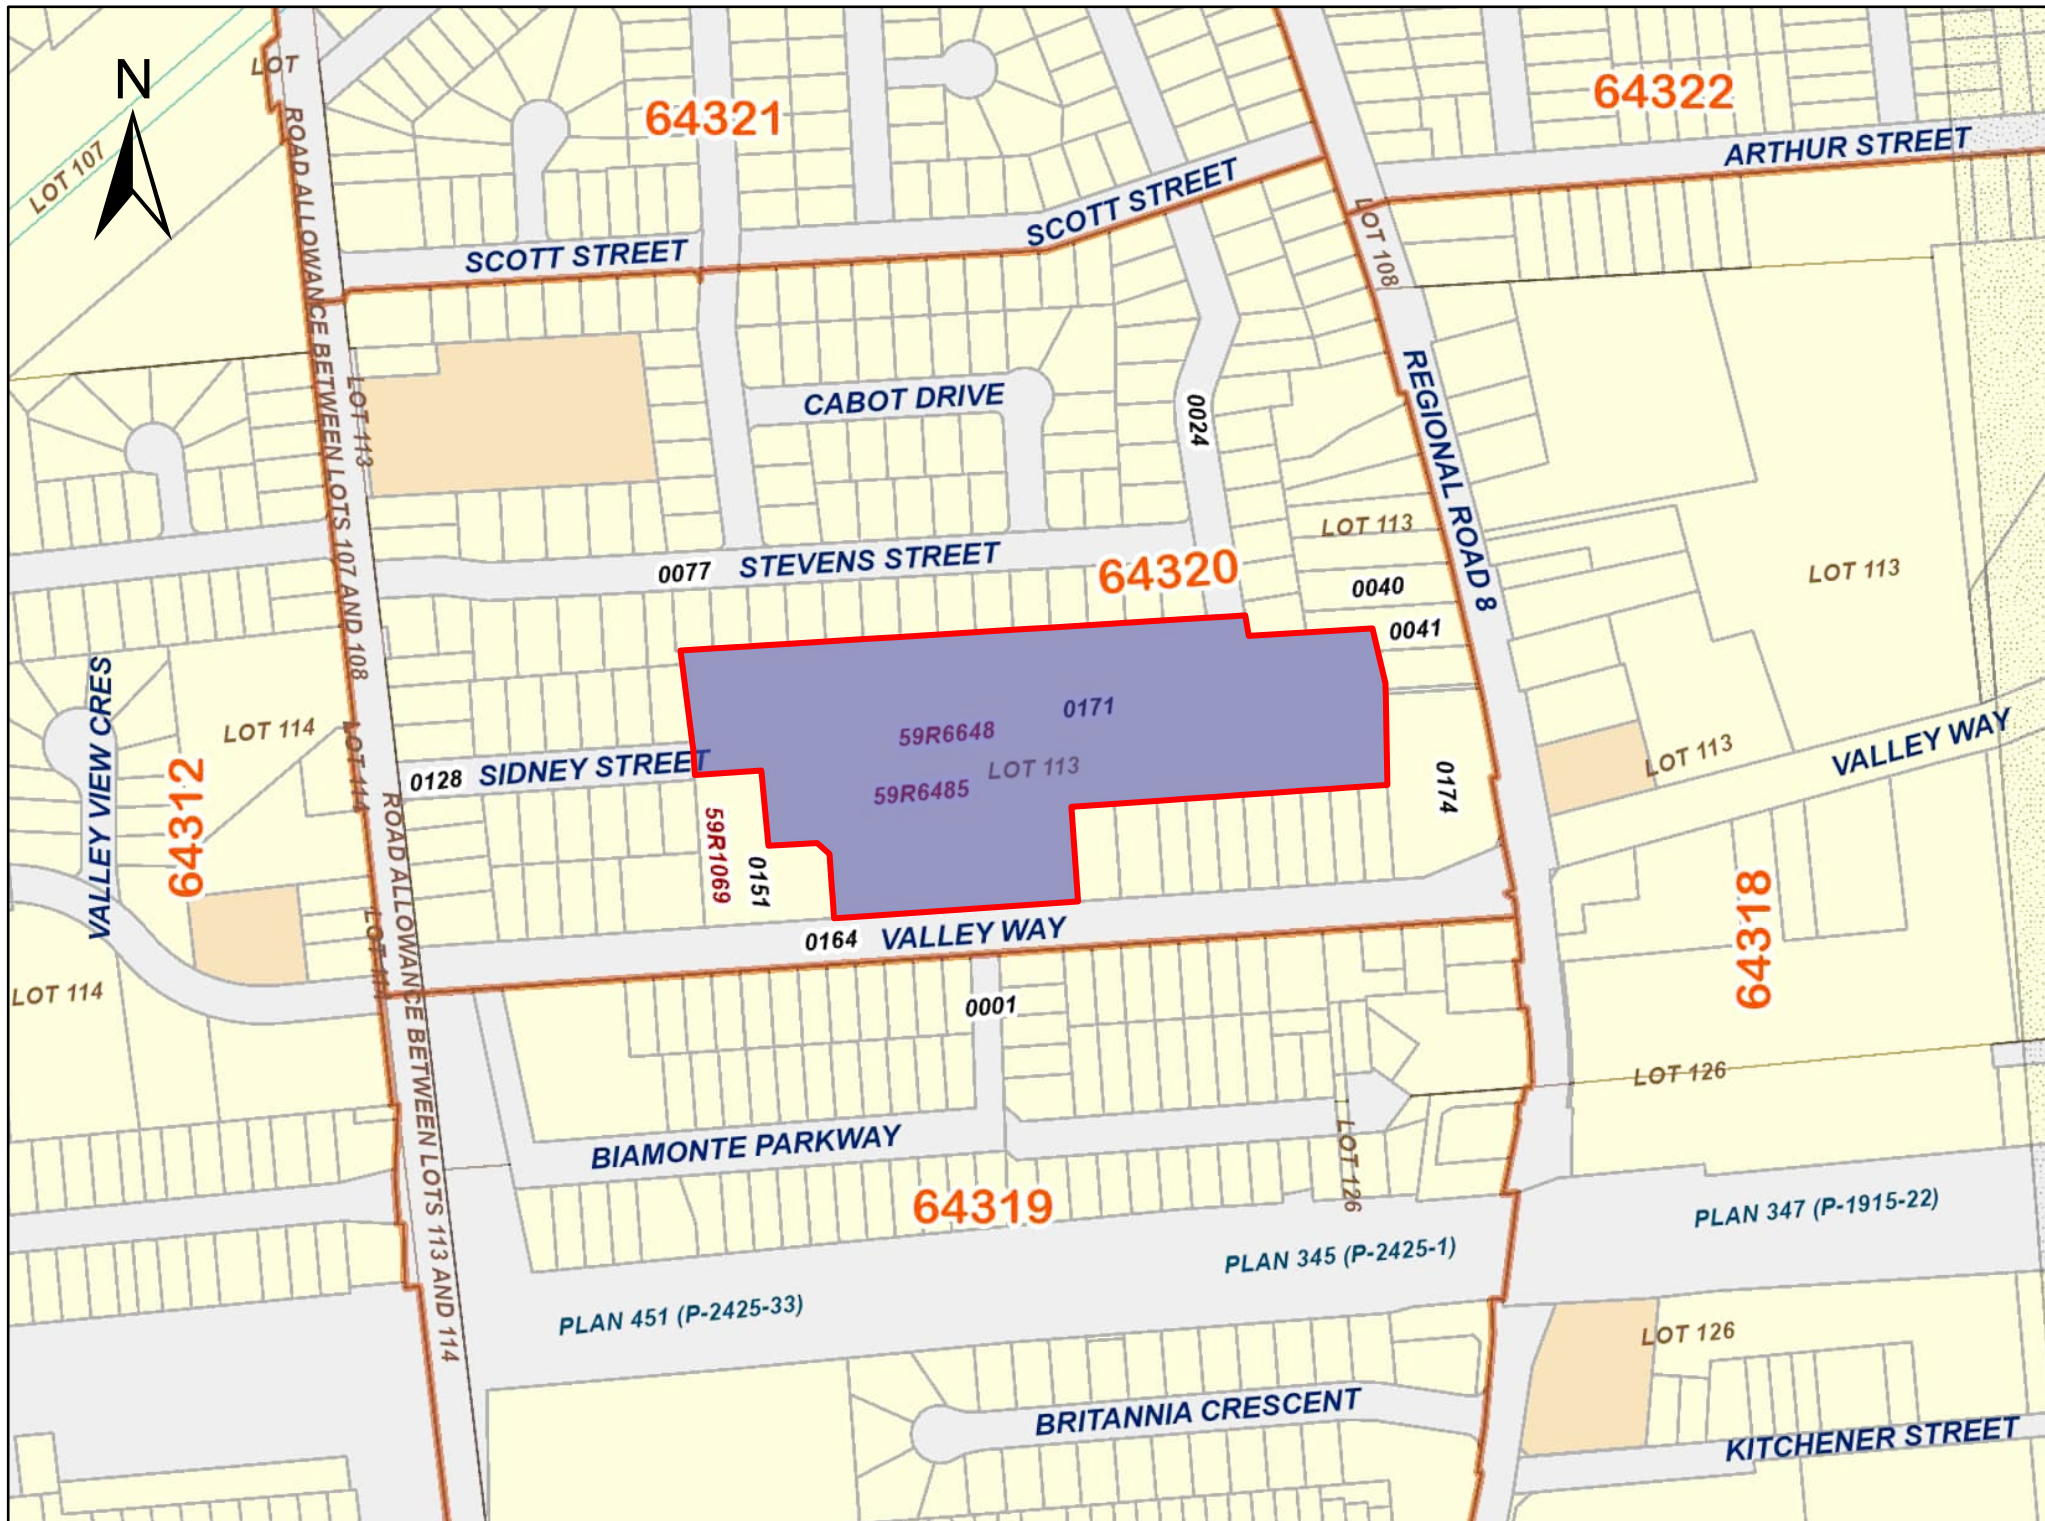 N
LOT
64321
64322
ARTHUR STREET
LOT 107
ROAD ALLOWANCE BETWEEN LOTS 107 AND 108
SCOTT STREET
SCOTT STREET
LOT 108
LOT 113
CABOT DRIVE
0024
REGIONAL ROAD 8
LOT 113
STEVENS STREET
0077
64320
0040
0041
LOT 113
VALLEY VIEW CRES
LOT 114
64312
LOT 114
0128
SIDNEY STREET
59R6648
0171
LOT 113
59R6485
59R1069
0151
0174
LOT 113
VALLEY WAY
64318
0164
VALLEY WAY
LOT 114
LOT 114
0001
ROAD ALLOWANCE BETWEEN LOTS 113 AND 114
LOT 126
BIAMONTE PARKWAY
LOT 126
64319
PLAN 347 (P-1915-22)
PLAN 345 (P-2425-1)
PLAN 451 (P-2425-33)
LOT 126
BRITANNIA CRESCENT
KITCHENER STREET